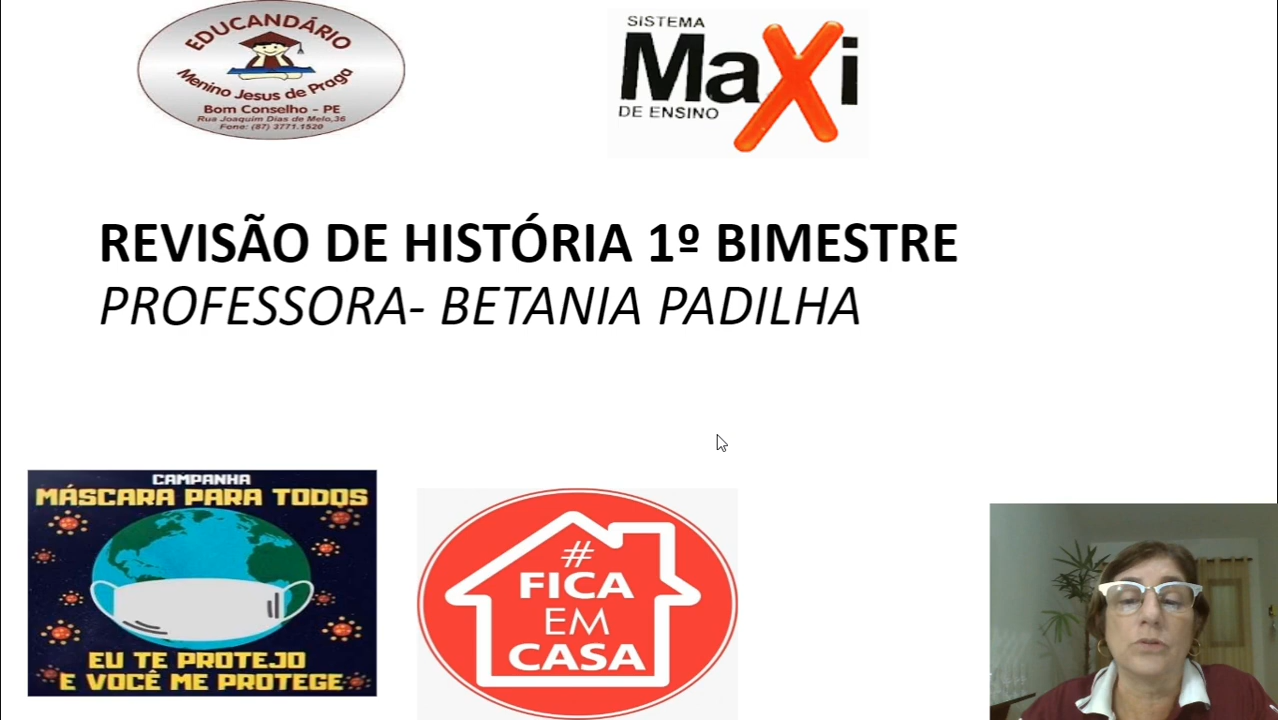 EDUCANDÁRIO
Menino Jesus de Praga
Bom Conselho - PE
Rua Joaquim Dias de Melo,36
Fone: (87) 3771.1520
SISTEMA
MaXi
DE ENSINO
REVISÃO DE HISTÓRIA 1º BIMESTRE
PROFESSORA- BETANIA PADILHA
CAMPANHA
MÁSCARA PARA TODOS
EU TE PROTEJO
E VOCÊ ME PROTEGE
#
FICA
EM
CASA